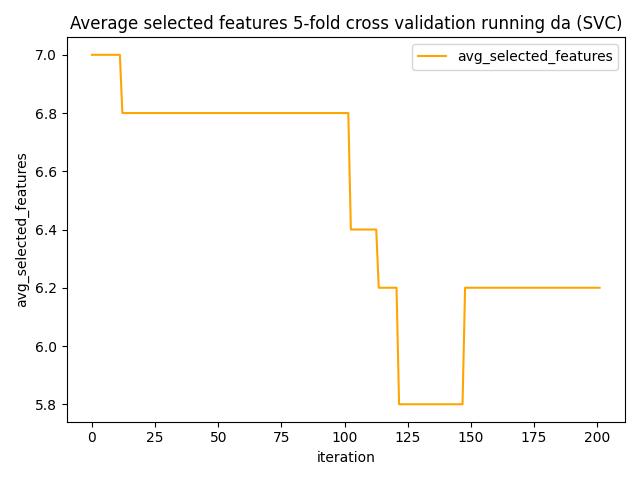 Average selected features 5-fold cross validation running da (SVC)
avg_selected_features
7.0
6.8
6.6
6.4
6.2
6.0
5.8
avg_selected_features
0 25 50 75 100 125 150 175 200
iteration